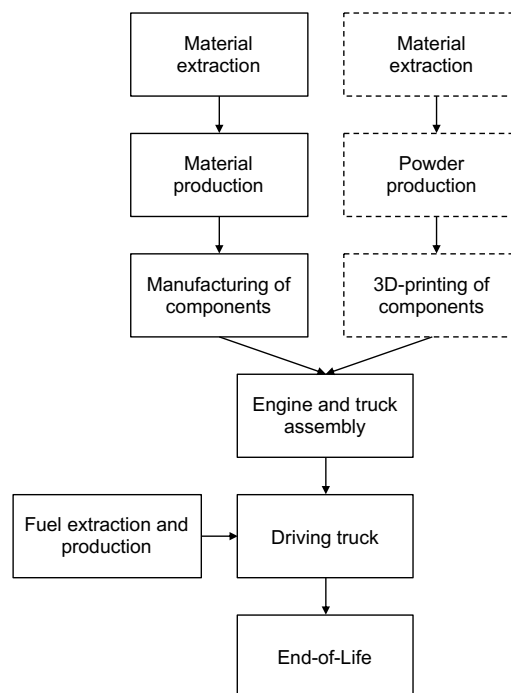 Material
extraction
Material
extraction
Material
production
Powder
production
Manufacturing of
components
3D-printing of
components
Engine and truck
assembly
Fuel extraction and
production
Driving truck
End-of-Life